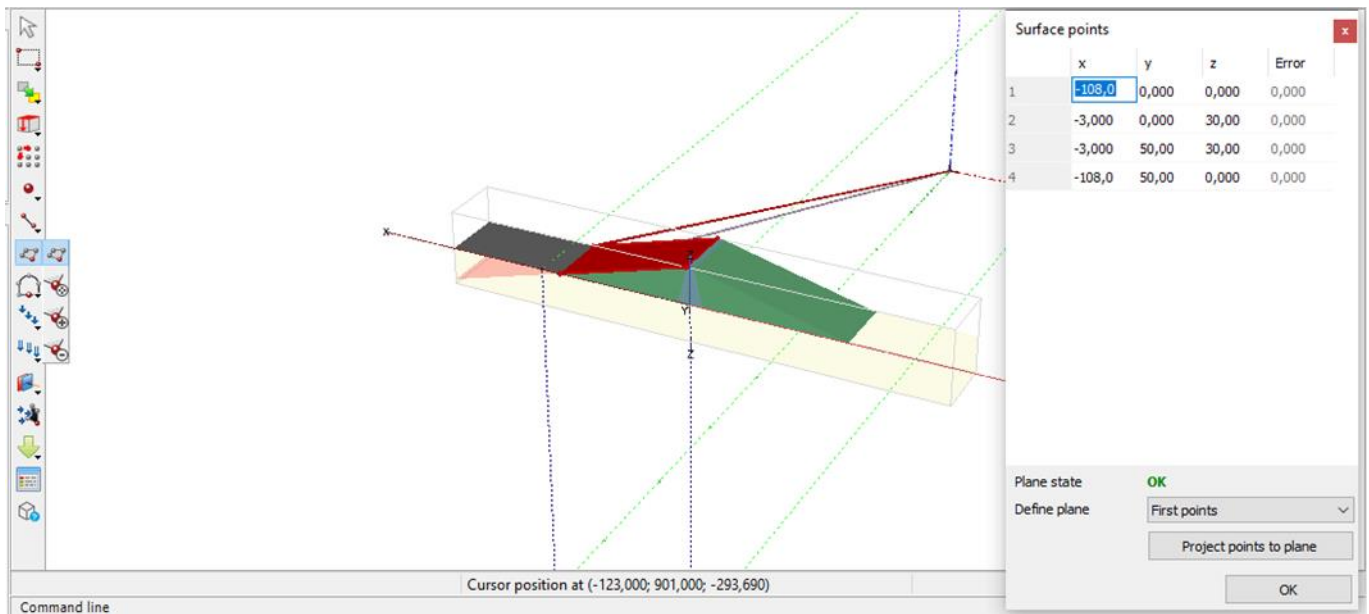 Surface points
x
x y z Error
1 -108,0 0,000 0,000 0,000
2 -3,000 0,000 30,00 0,000
3 -3,000 50,00 30,00 0,000
4 -108,0 50,00 0,000 0,000
X
Y
Z
Plane state OK
Define plane First points
Project points to plane
OK
Cursor position at (-123,000; 901,000; -293,690)
Command line